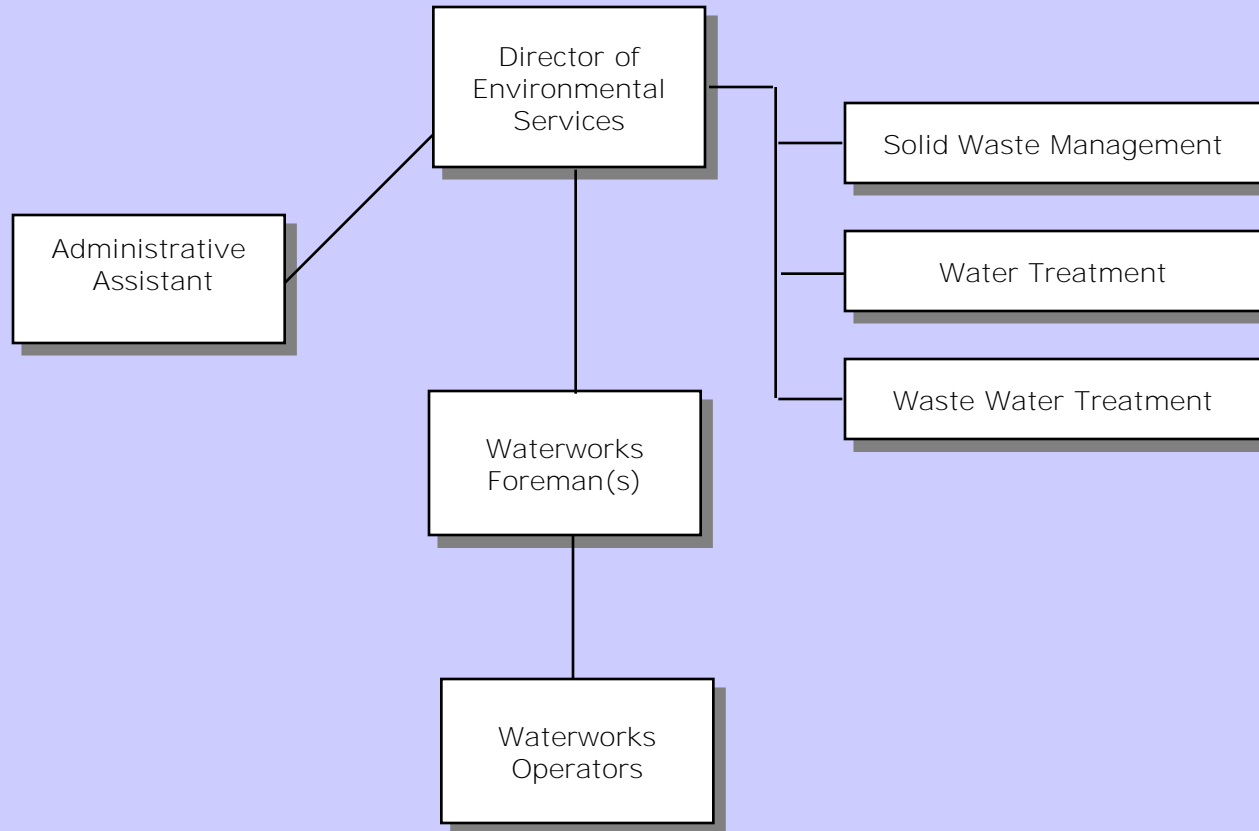 Director of
Environmental
Services
Solid Waste Management
Administrative
Assistant
Water Treatment
Waste Water Treatment
Waterworks
Foreman(s)
Waterworks
Operators